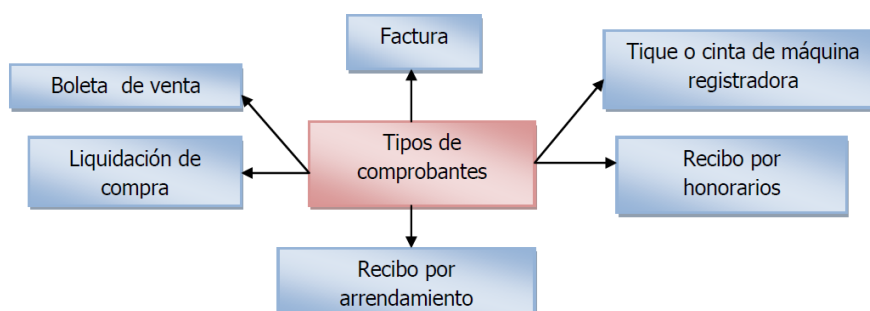 Factura
Tique o cinta de máquina
registradora
Boleta de venta
Tipos de
comprobantes
Liquidación de
compra
Recibo por
honorarios
Recibo por
arrendamiento